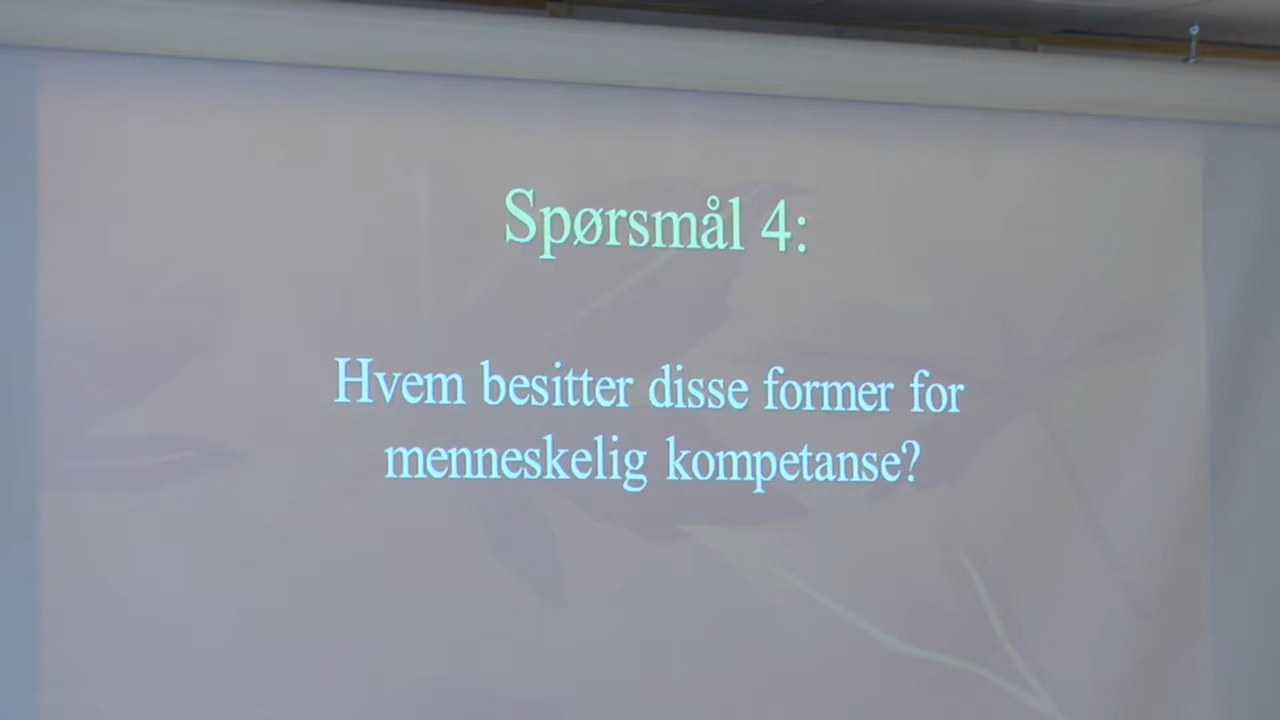 Spørsmål 4:
Hvem besitter disse former for
menneskelig kompetanse?